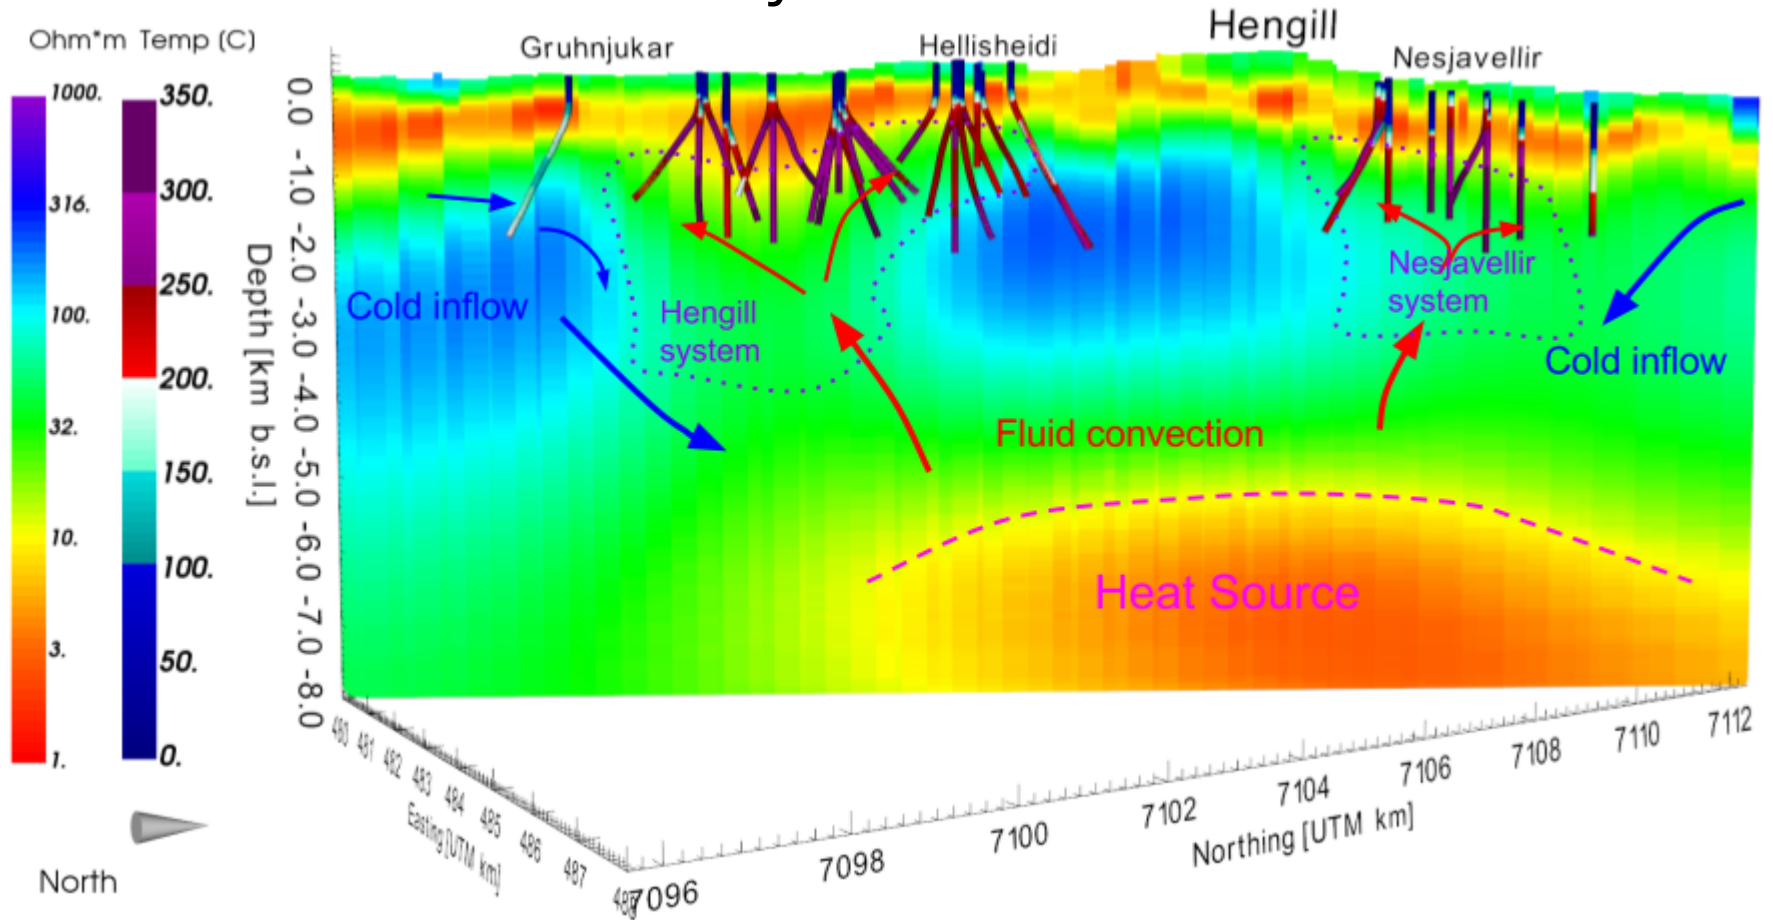 Hengill
Ohm*m Temp (C)
Gruhnjukar
Hellisheidi
Nesjavellir
1000.
316.
100.
32.
10.
3.
1.
350.
300.
250.
200.
150.
100.
50.
0.
Depth [km b.s.l.]
0.0
-1.0
-2.0
-3.0
-4.0
-5.0
-6.0
-7.0
-8.0
Cold inflow
Hengill
system
Nesjavellir
system
Cold inflow
Fluid convection
Heat Source
480
481
482
483
484
485
486
487
Easting [UTM km]
7096
7098
7100
7102
7104
7106
7108
7110
7112
Northing [UTM km]
North